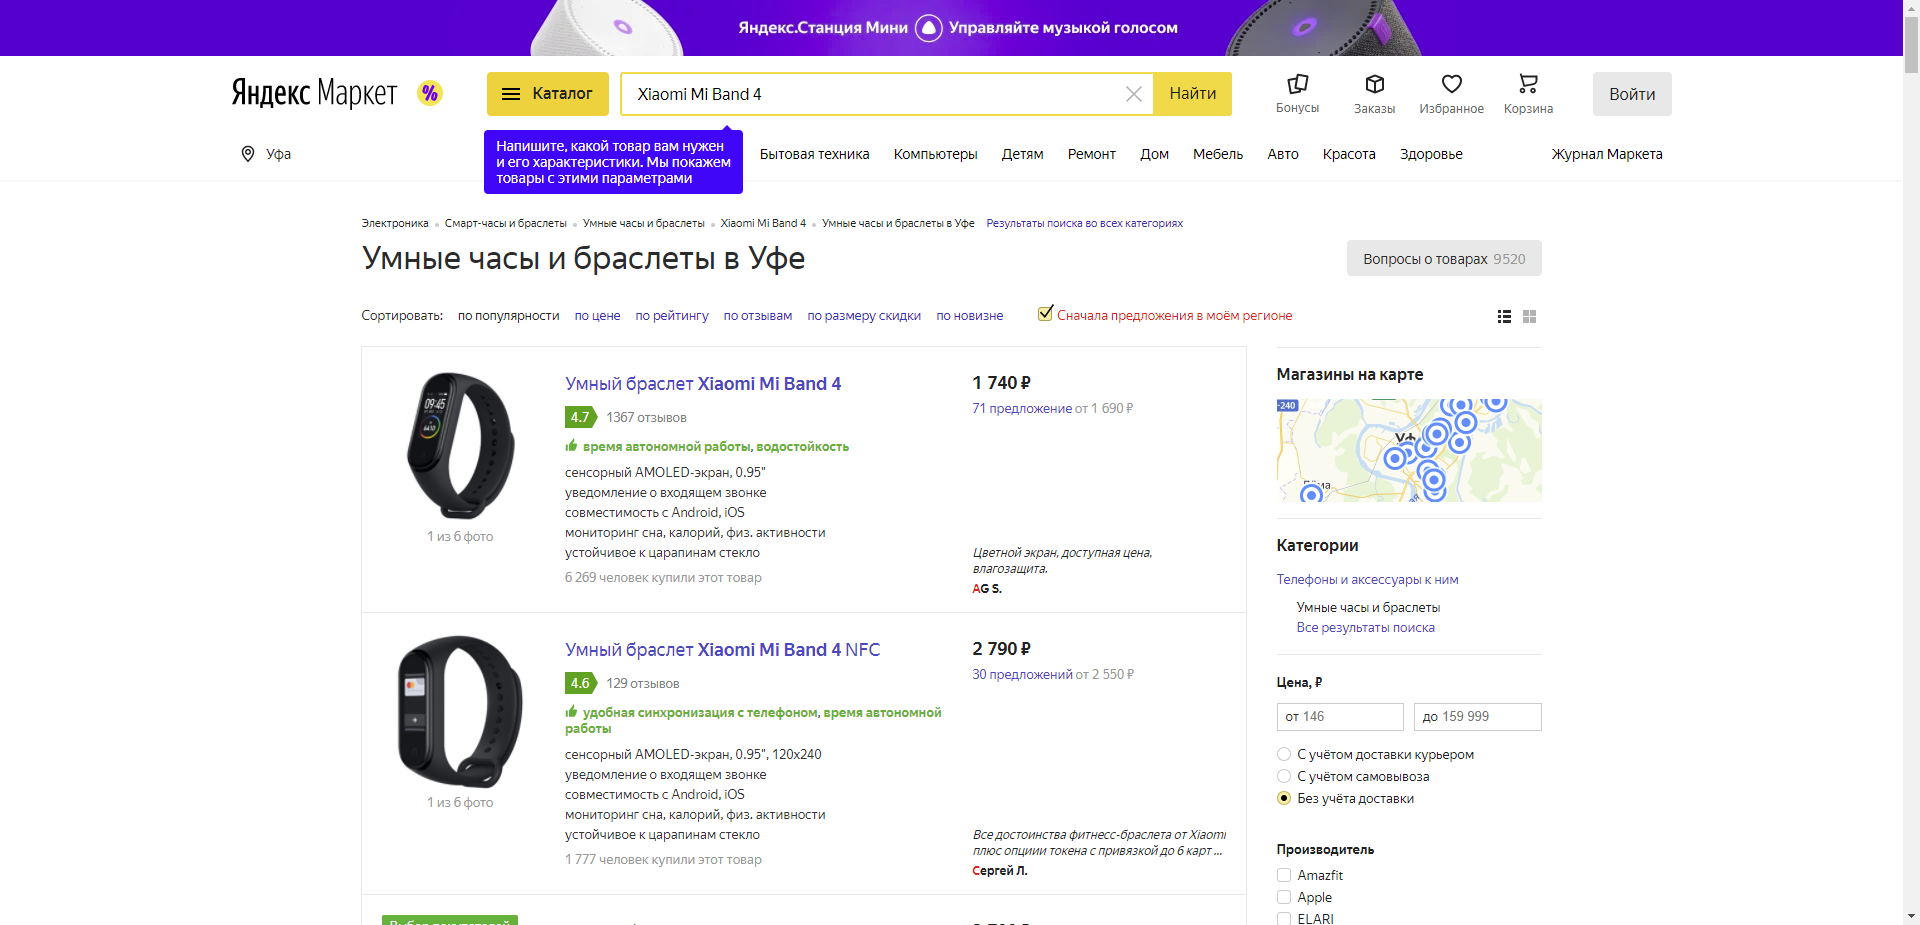 Яндекс.Станция Мини Управляйте музыкой голосом
Яндекс Маркет %
Каталог
Xiaomi Mi Band 4
Найти
Бонусы
Заказы
Избранное
Корзина
Войти
Уфа
Напишите, какой товар вам нужен
и его характеристики. Мы покажем
товары с этими параметрами
Бытовая техника Компьютеры Детям Ремонт Дом Мебель Авто Красота Здоровье Журнал Маркета
Электроника Смарт-часы и браслеты Умные часы и браслеты Xiaomi Mi Band 4 Умные часы и браслеты в Уфе Результаты поиска во всех категориях
Умные часы и браслеты в Уфе
Вопросы о товарах 9520
Сортировать: по популярности по цене по рейтингу по отзывам по размеру скидки по новизне Сначала предложения в моём регионе
Умный браслет Xiaomi Mi Band 4
4.7 1367 отзывов
время автономной работы, водостойкость
сенсорный AMOLED-экран, 0.95"
уведомление о входящем звонке
совместимость с Android, iOS
мониторинг сна, калорий, физ. активности
устойчивое к царапинам стекло
6 269 человек купили этот товар
09:45
1 из 6 фото
1 740 ₽
71 предложение от 1 690 ₽
Цветной экран, доступная цена,
влагозащита.
AG S.
Умный браслет Xiaomi Mi Band 4 NFC
4.6 129 отзывов
удобная синхронизация с телефоном, время автономной
работы
сенсорный AMOLED-экран, 0.95", 120x240
уведомление о входящем звонке
совместимость с Android, iOS
мониторинг сна, калорий, физ. активности
устойчивое к царапинам стекло
1 777 человек купили этот товар
1 из 6 фото
2 790 ₽
30 предложений от 2 550 ₽
Все достоинства фитнесс-браслета от Xiaomi
плюс опциии токена с привязкой до 6 карт ...
Сергей Л.
Магазины на карте
-240
Категории
Телефоны и аксессуары к ним
Умные часы и браслеты
Все результаты поиска
Цена, ₽
от 146
до 159 999
С учётом доставки курьером
С учётом самовывоза
Без учёта доставки
Производитель
Amazfit
Apple
ELARI